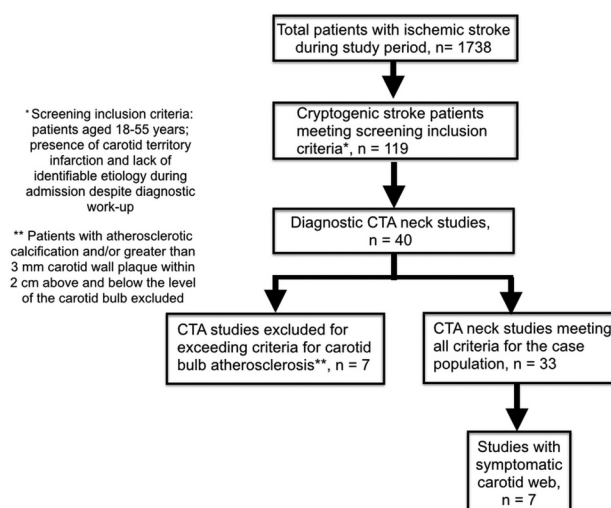 Total patients with ischemic stroke
during study period, n= 1738
Cryptogenic stroke patients
meeting screening inclusion
criteria*, n = 119
* Screening inclusion criteria:
patients aged 18-55 years;
presence of carotid territory
infarction and lack of
identifiable etiology during
admission despite diagnostic
work-up
** Patients with atherosclerotic
calcification and/or greater than
3 mm carotid wall plaque within
2 cm above and below the level
of the carotid bulb excluded
Diagnostic CTA neck studies,
n = 40
CTA studies excluded for
exceeding criteria for carotid
bulb atherosclerosis**, n = 7
CTA neck studies meeting
all criteria for the case
population, n = 33
Studies with
symptomatic
carotid web,
n = 7